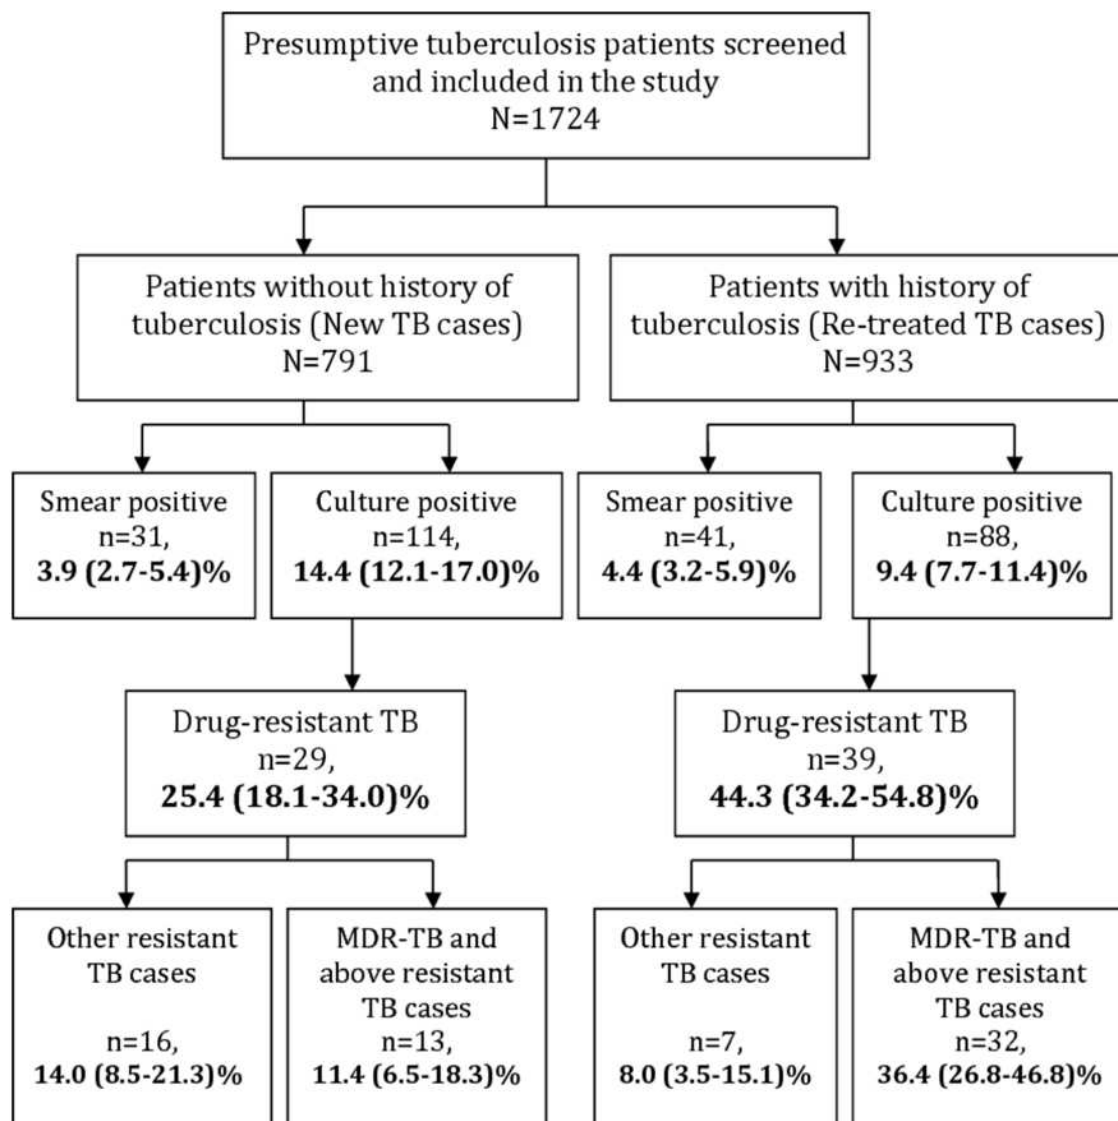 Presumptive tuberculosis patients screened
and included in the study
N=1724
Patients without history of
tuberculosis (New TB cases)
N=791
Patients with history of
tuberculosis (Re-treated TB cases)
N=933
Smear positive
n=31,
3.9 (2.7-5.4)%
Culture positive
n=114,
14.4 (12.1-17.0)%
Smear positive
n=41,
4.4 (3.2-5.9)%
Culture positive
n=88,
9.4 (7.7-11.4)%
Drug-resistant TB
n=29,
25.4 (18.1-34.0)%
Drug-resistant TB
n=39,
44.3 (34.2-54.8)%
Other resistant
TB cases
n=16,
14.0 (8.5-21.3)%
MDR-TB and
above resistant
TB cases
n=13,
11.4 (6.5-18.3)%
Other resistant
TB cases
n=7,
8.0 (3.5-15.1)%
MDR-TB and
above resistant
TB cases
n=32,
36.4 (26.8-46.8)%